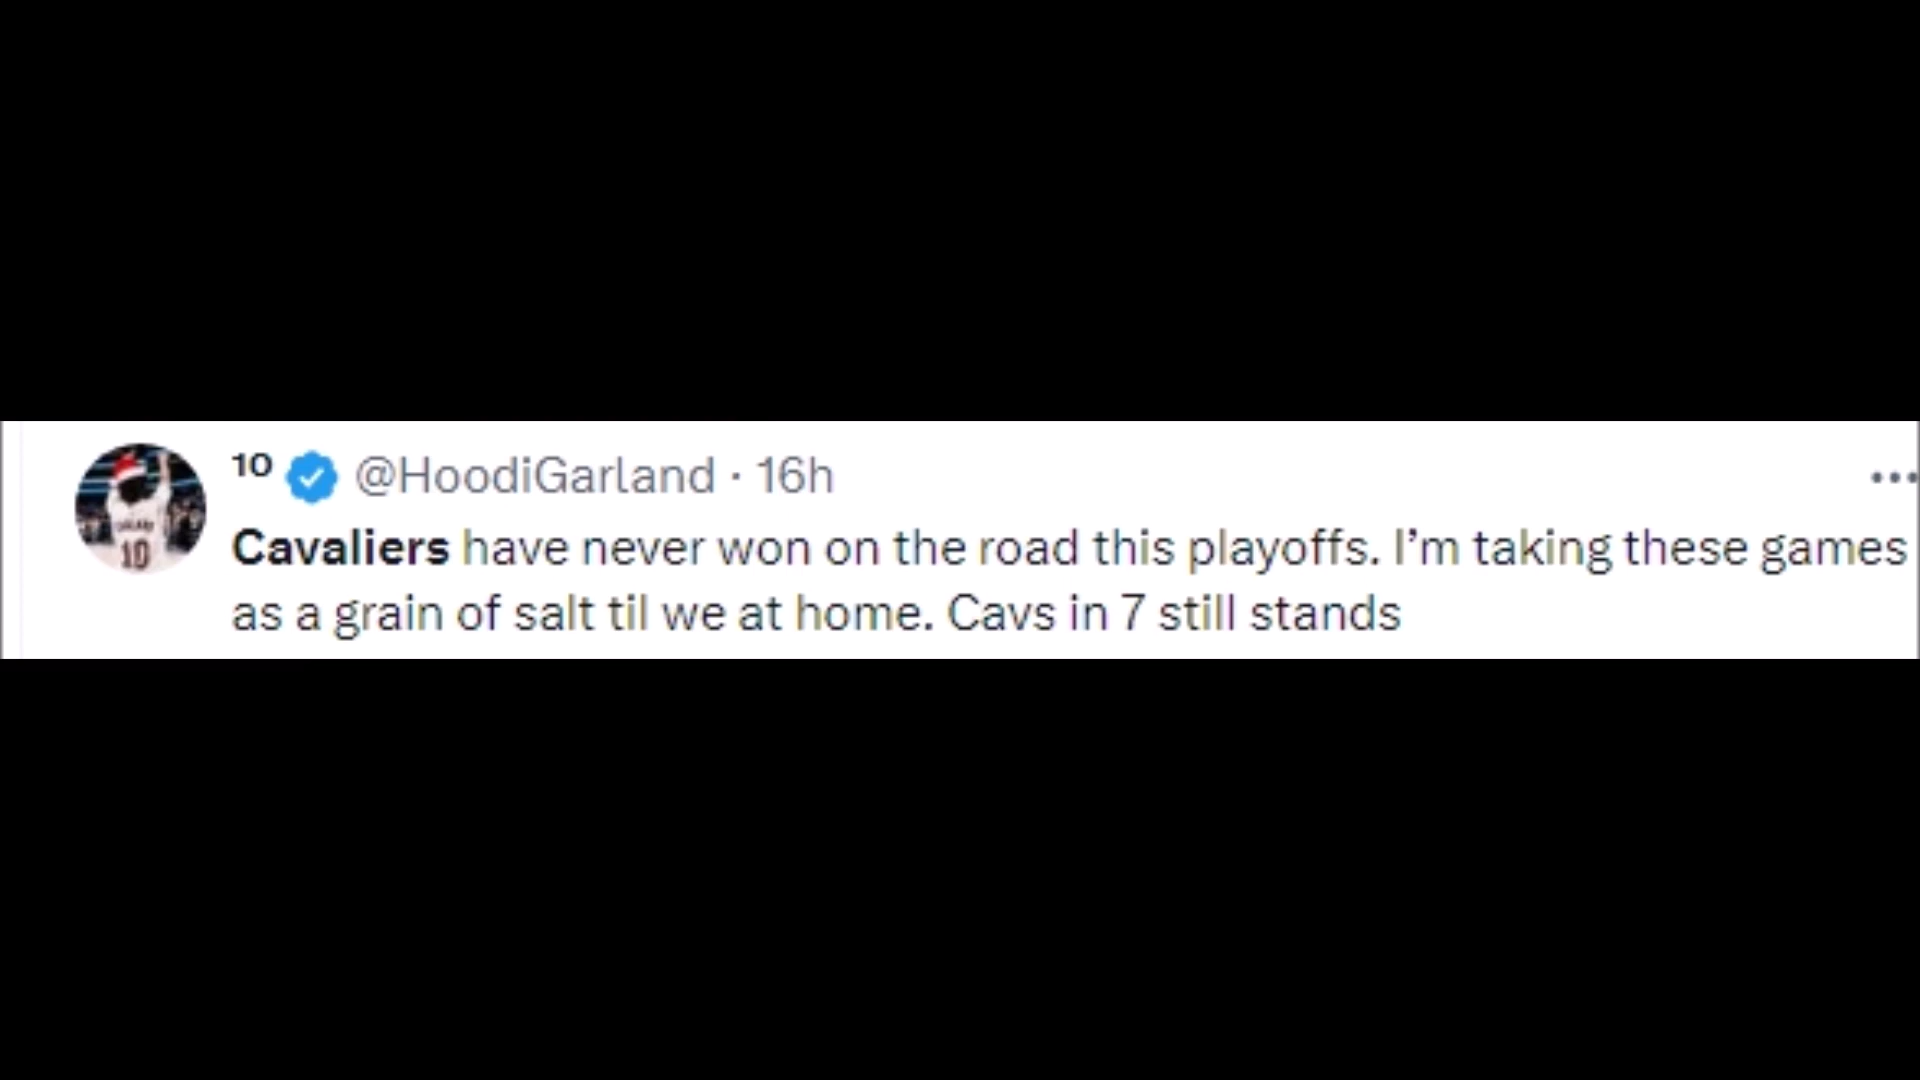 10 @HoodiGarland · 16h
Cavaliers have never won on the road this playoffs. I’m taking these games
as a grain of salt til we at home. Cavs in 7 still stands
10